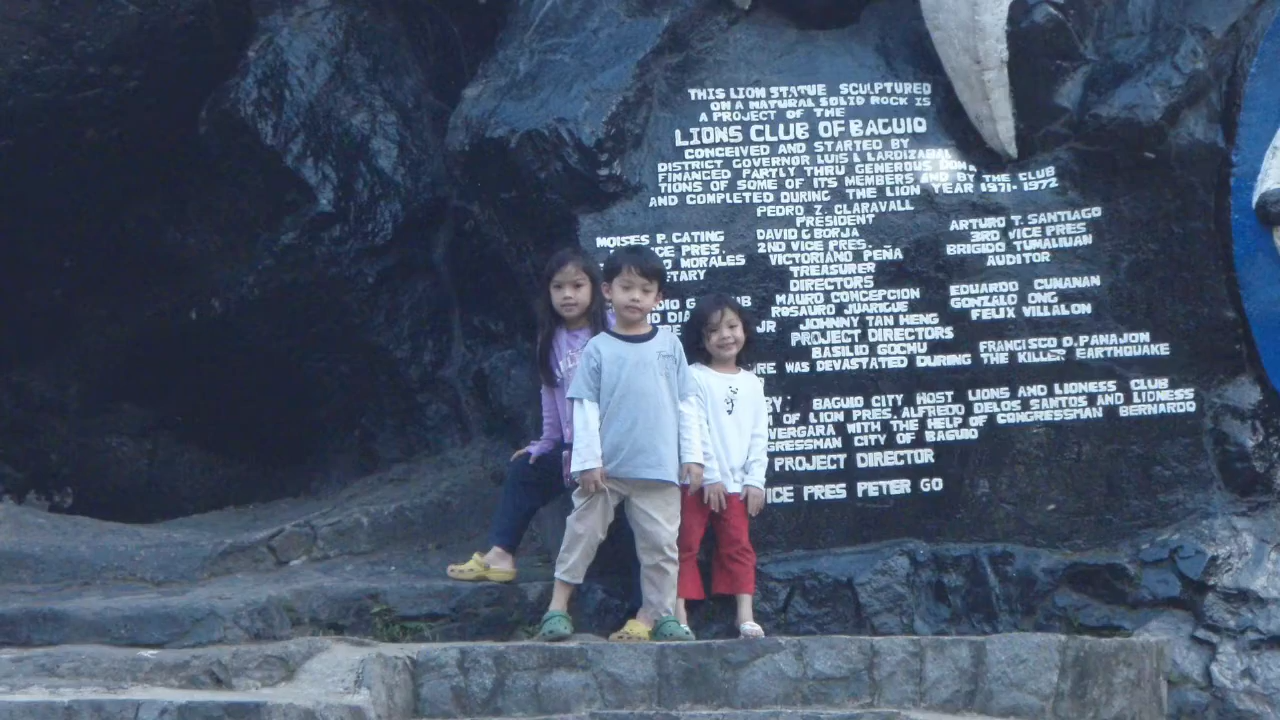 THIS LION STATUE SCULPTURED
ON A NATURAL SOLID ROCK IS
A PROJECT OF THE
LIONS CLUB OF BAGUIO
CONCEIVED AND STARTED BY
DISTRICT GOVERNOR LUIS L LARDIZABAL
FINANCED PARTLY THRU GENEROUS DONA
TIONS OF SOME OF ITS MEMBERS AND BY THE CLUB
AND COMPLETED DURING THE LION YEAR 1971-1972
PEDRO Z. CLARAVALL
PRESIDENT
MOISES P. CATING DAVID G BORJA ARTURO T. SANTIAGO
VICE PRES. 2ND VICE PRES. 3RD VICE PRES
MORALES VICTORIANO PEÑA BRIGIDO TUMALIUAN
TREASURER AUDITOR
DIRECTORS
MAURO CONCEPCION EDUARDO CUNANAN
ROSAURO JUARIGUE GONZALO ONG
JR JOHNNY TAN HENG FELIX VILLALON
PROJECT DIRECTORS
BASILIO GOCHU FRANCISCO O. PANAJON
WAS DEVASTATED DURING THE KILLER EARTHQUAKE
BY: BAGUIO CITY HOST LIONS AND LIONESS CLUB
OF LION PRES. ALFREDO DELOS SANTOS AND LIONESS
VERGARA WITH THE HELP OF CONGRESSMAN BERNARDO
CITY OF BAGUIO
PROJECT DIRECTOR
VICE PRES PETER GO